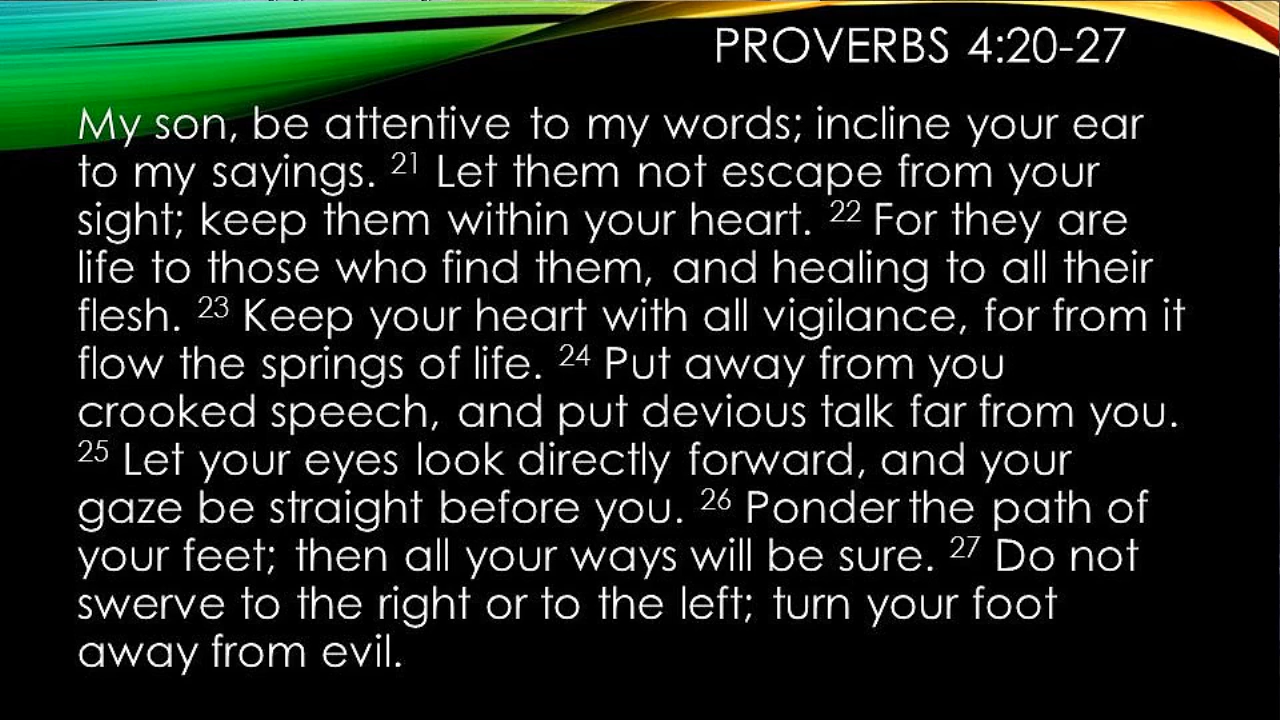 PROVERBS 4:20-27
My son, be attentive to my words; incline your ear
to my sayings. 21 Let them not escape from your
sight; keep them within your heart. 22 For they are
life to those who find them, and healing to all their
flesh. 23 Keep your heart with all vigilance, for from it
flow the springs of life. 24 Put away from you
crooked speech, and put devious talk far from you.
25 Let your eyes look directly forward, and your
gaze be straight before you. 26 Ponder the path of
your feet; then all your ways will be sure. 27 Do not
swerve to the right or to the left; turn your foot
away from evil.